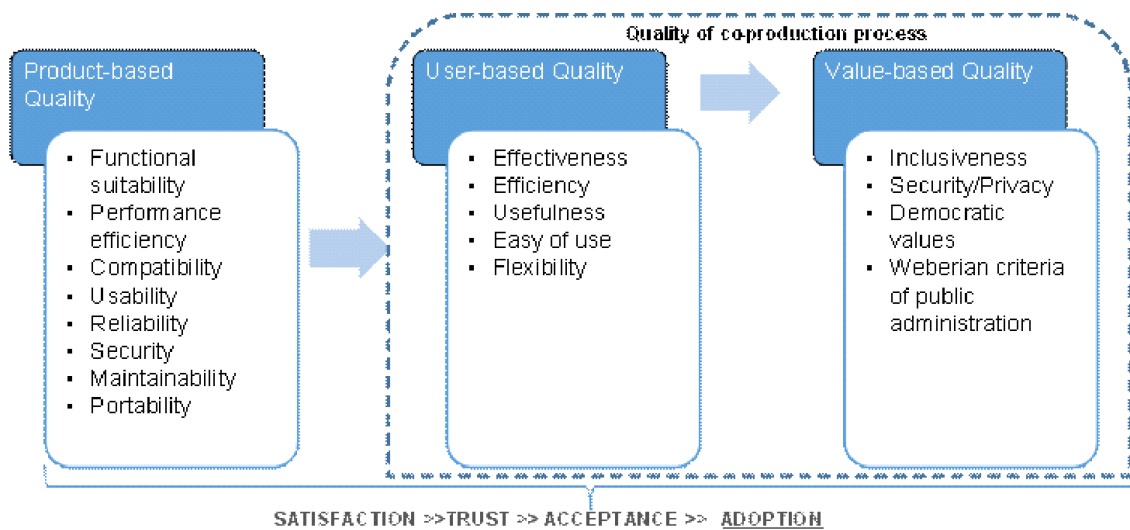 Quality of co-production process
Product-based
Quality
▪ Functional
suitability
▪ Performance
efficiency
▪ Compatibility
▪ Usability
▪ Reliability
▪ Security
▪ Maintainability
▪ Portability
User-based Quality
▪ Effectiveness
▪ Efficiency
▪ Usefulness
▪ Easy of use
▪ Flexibility
Value-based Quality
▪ Inclusiveness
▪ Security/Privacy
▪ Democratic
values
▪ Weberian criteria
of public
administration
SATISFACTION >>TRUST >> ACCEPTANCE >> ADOPTION